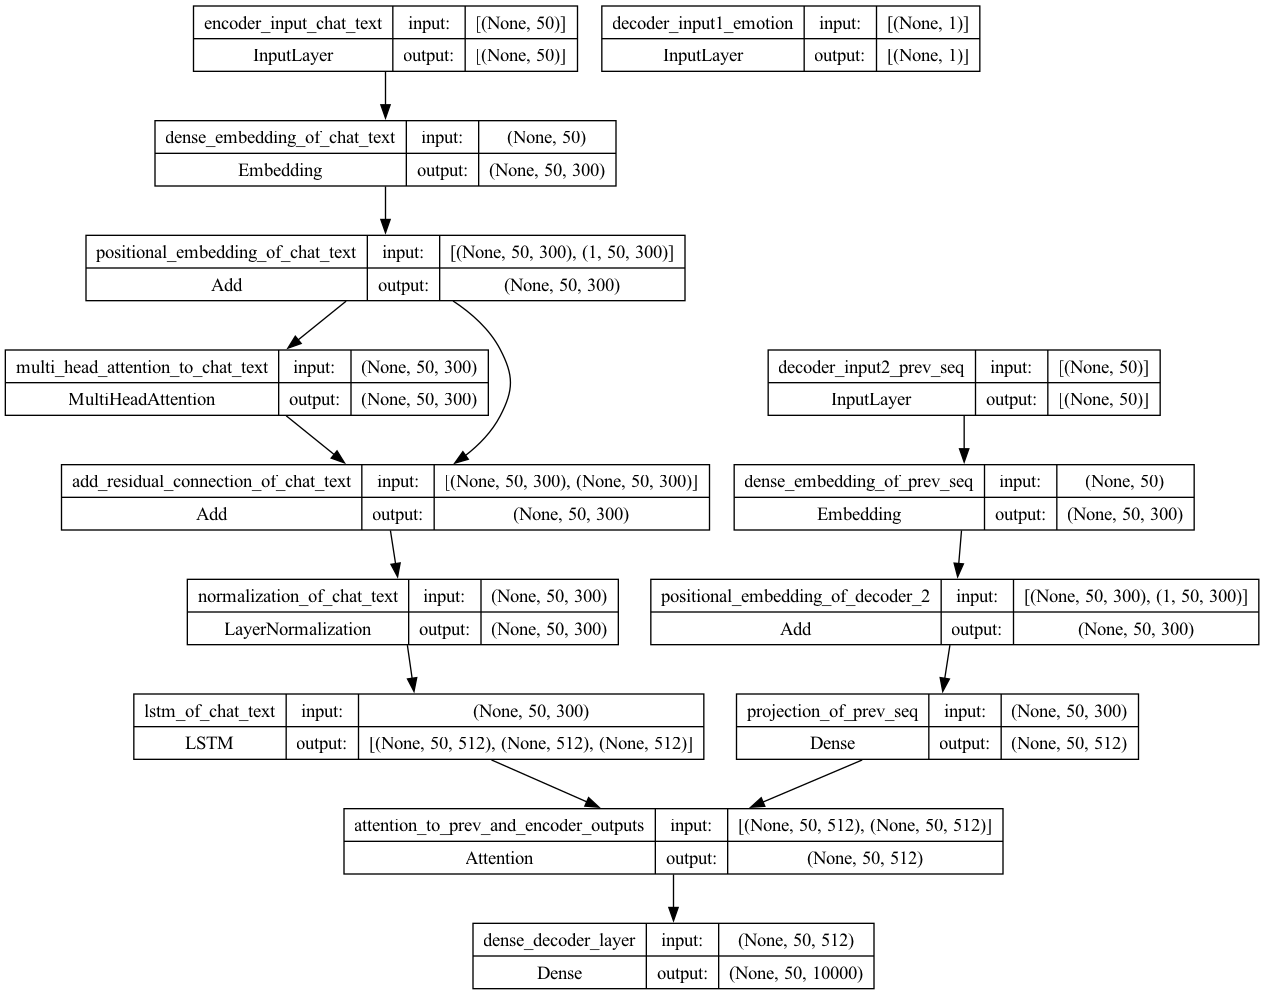 encoder_input_chat_text input: [(None, 50)]
InputLayer output: [(None, 50)]
decoder_input1_emotion input: [(None, 1)]
InputLayer output: [(None, 1)]
dense_embedding_of_chat_text input: (None, 50)
Embedding output: (None, 50, 300)
positional_embedding_of_chat_text input: [(None, 50, 300), (1, 50, 300)]
Add output: (None, 50, 300)
multi_head_attention_to_chat_text input: (None, 50, 300)
MultiHeadAttention output: (None, 50, 300)
decoder_input2_prev_seq input: [(None, 50)]
InputLayer output: [(None, 50)]
add_residual_connection_of_chat_text input: [(None, 50, 300), (None, 50, 300)]
Add output: (None, 50, 300)
dense_embedding_of_prev_seq input: (None, 50)
Embedding output: (None, 50, 300)
normalization_of_chat_text input: (None, 50, 300)
LayerNormalization output: (None, 50, 300)
positional_embedding_of_decoder_2 input: [(None, 50, 300), (1, 50, 300)]
Add output: (None, 50, 300)
lstm_of_chat_text input: (None, 50, 300)
LSTM output: [(None, 50, 512), (None, 512), (None, 512)]
projection_of_prev_seq input: (None, 50, 300)
Dense output: (None, 50, 512)
attention_to_prev_and_encoder_outputs input: [(None, 50, 512), (None, 50, 512)]
Attention output: (None, 50, 512)
dense_decoder_layer input: (None, 50, 512)
Dense output: (None, 50, 10000)